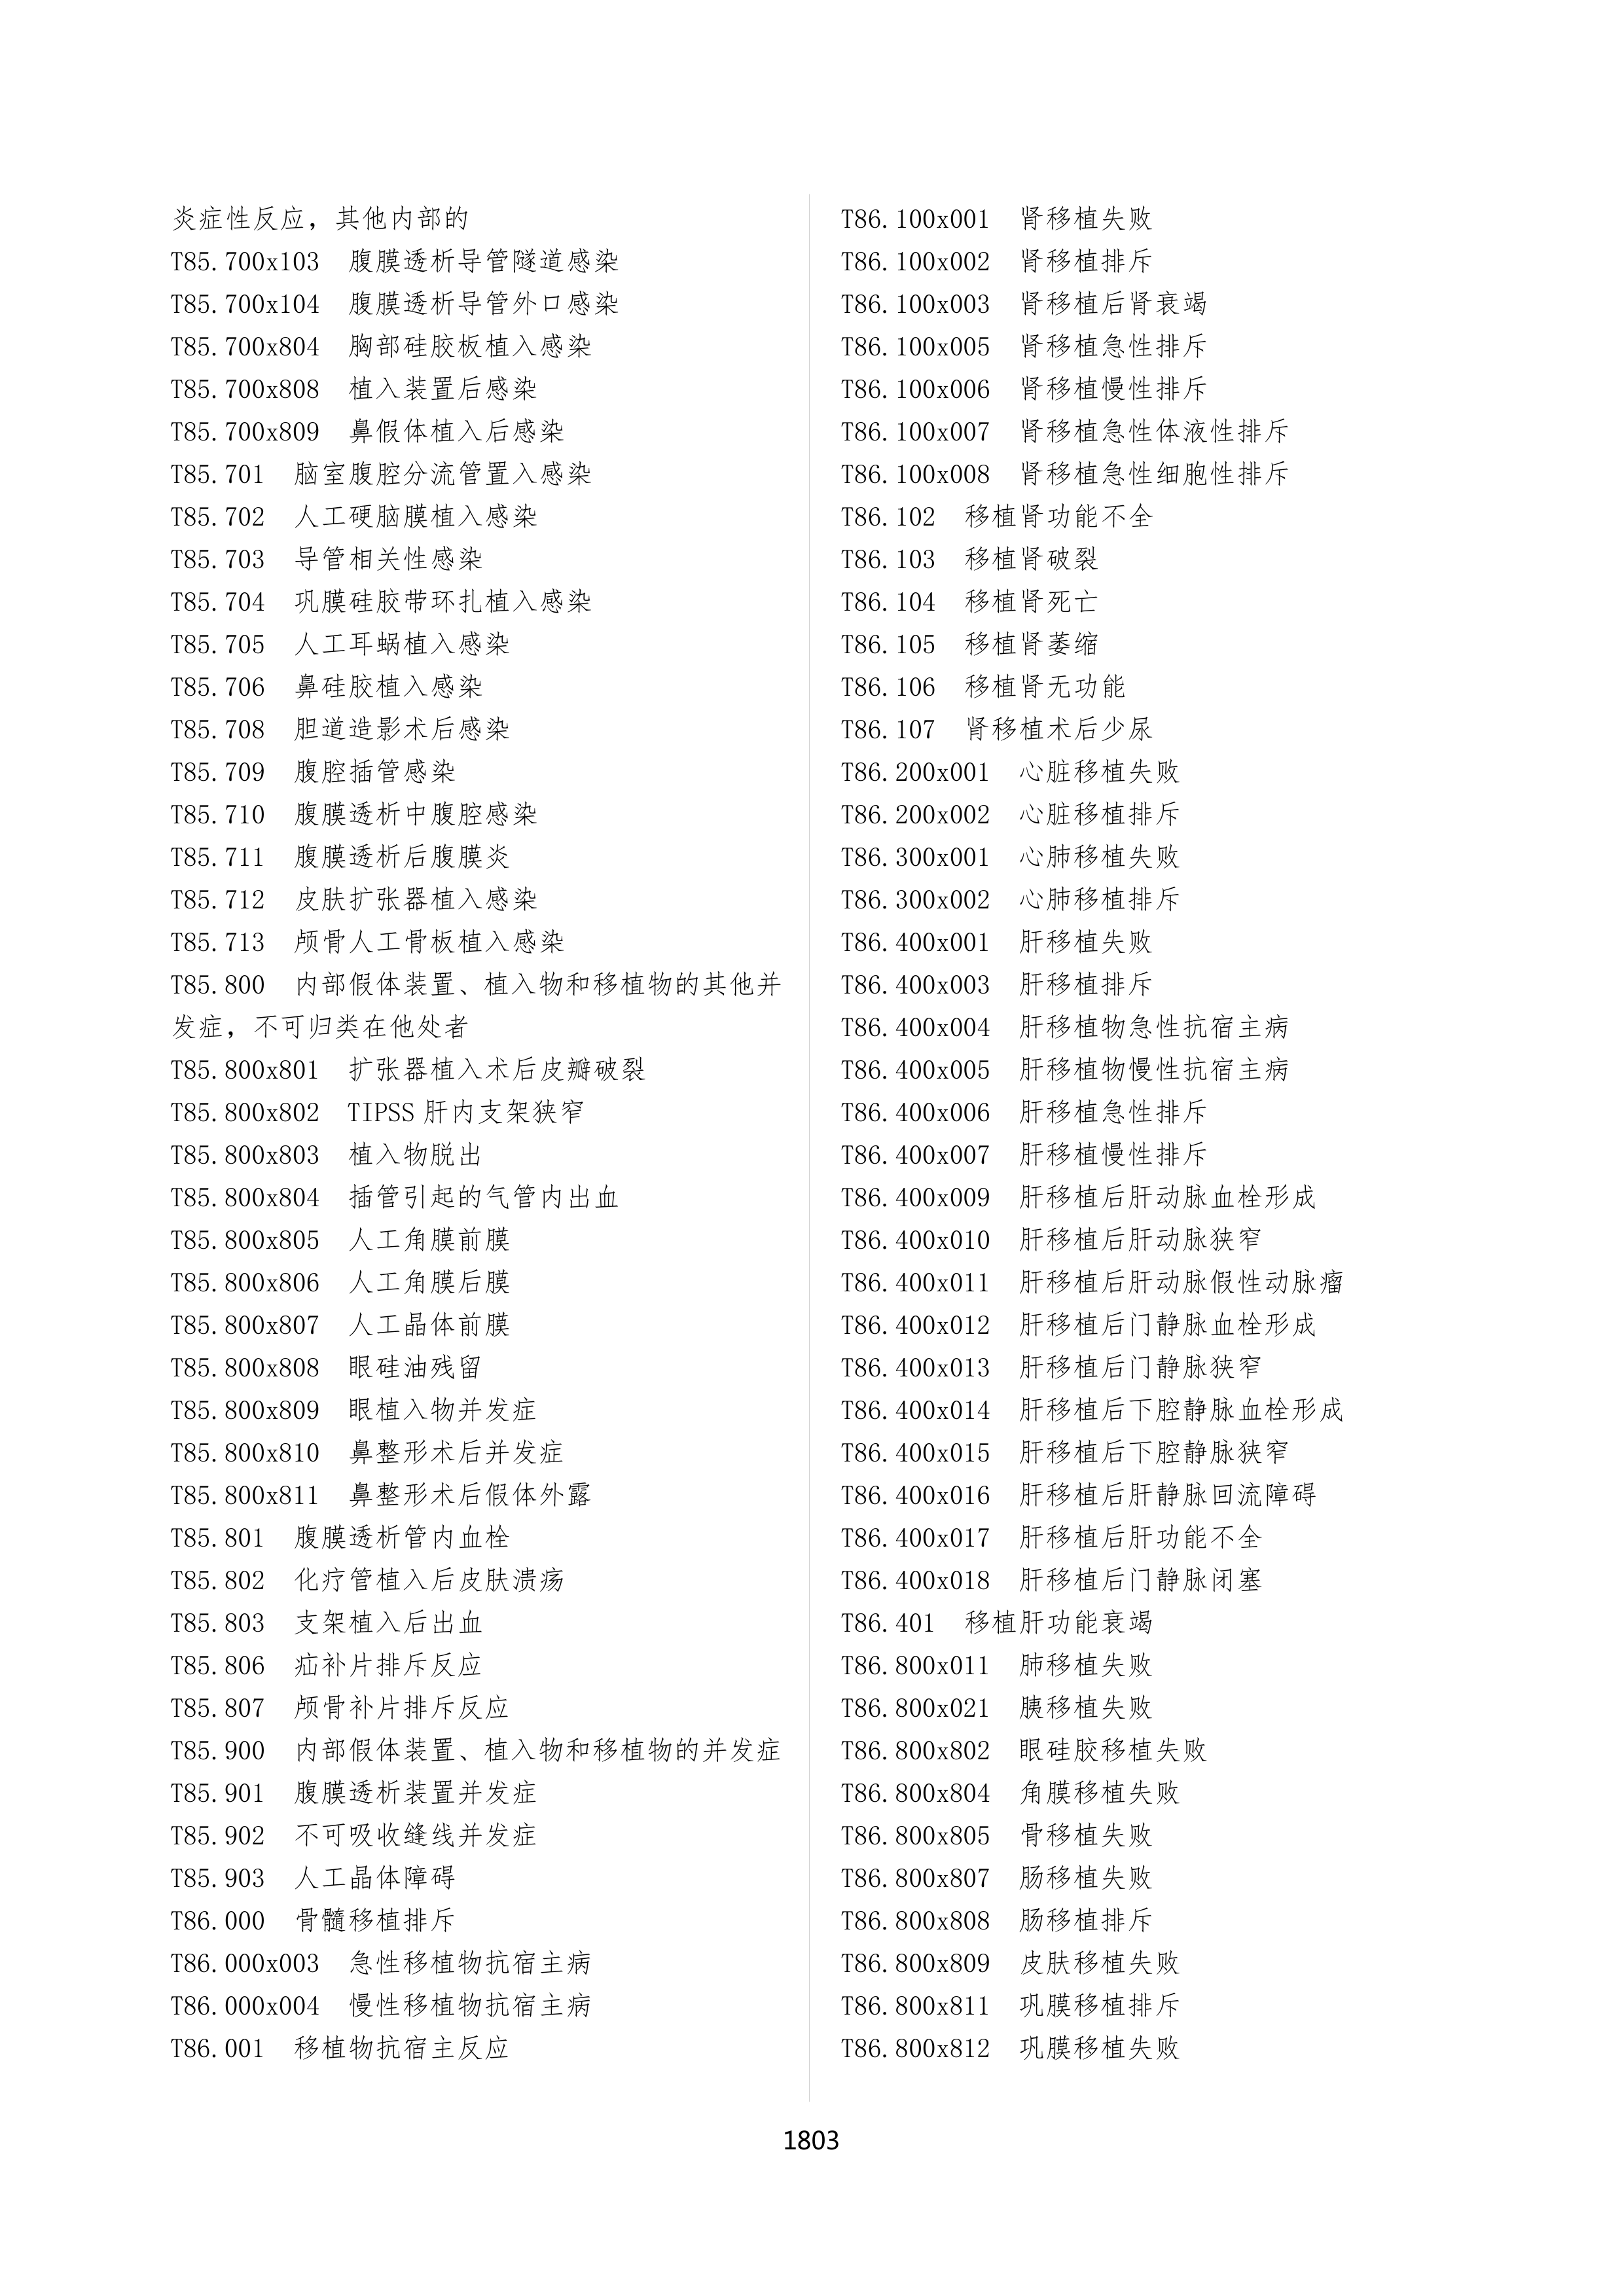 炎症性反应，其他内部的
T85.700x103 腹膜透析导管隧道感染
T85.700x104 腹膜透析导管外口感染
T85.700x804 胸部硅胶板植入感染
T85.700x808 植入装置后感染
T85.700x809 鼻假体植入后感染
T85.701 脑室腹腔分流管置入感染
T85.702 人工硬脑膜植入感染
T85.703 导管相关性感染
T85.704 巩膜硅胶带环扎植入感染
T85.705 人工耳蜗植入感染
T85.706 鼻硅胶植入感染
T85.708 胆道造影术后感染
T85.709 腹腔插管感染
T85.710 腹膜透析中腹腔感染
T85.711 腹膜透析后腹膜炎
T85.712 皮肤扩张器植入感染
T85.713 颅骨人工骨板植入感染
T85.800 内部假体装置、植入物和移植物的其他并
发症，不可归类在他处者
T85.800x801 扩张器植入术后皮瓣破裂
T85.800x802 TIPSS 肝内支架狭窄
T85.800x803 植入物脱出
T85.800x804 插管引起的气管内出血
T85.800x805 人工角膜前膜
T85.800x806 人工角膜后膜
T85.800x807 人工晶体前膜
T85.800x808 眼硅油残留
T85.800x809 眼植入物并发症
T85.800x810 鼻整形术后并发症
T85.800x811 鼻整形术后假体外露
T85.801 腹膜透析管内血栓
T85.802 化疗管植入后皮肤溃疡
T85.803 支架植入后出血
T85.806 疝补片排斥反应
T85.807 颅骨补片排斥反应
T85.900 内部假体装置、植入物和移植物的并发症
T85.901 腹膜透析装置并发症
T85.902 不可吸收缝线并发症
T85.903 人工晶体障碍
T86.000 骨髓移植排斥
T86.000x003 急性移植物抗宿主病
T86.000x004 慢性移植物抗宿主病
T86.001 移植物抗宿主反应
T86.100x001 肾移植失败
T86.100x002 肾移植排斥
T86.100x003 肾移植后肾衰竭
T86.100x005 肾移植急性排斥
T86.100x006 肾移植慢性排斥
T86.100x007 肾移植急性体液性排斥
T86.100x008 肾移植急性细胞性排斥
T86.102 移植肾功能不全
T86.103 移植肾破裂
T86.104 移植肾死亡
T86.105 移植肾萎缩
T86.106 移植肾无功能
T86.107 肾移植术后少尿
T86.200x001 心脏移植失败
T86.200x002 心脏移植排斥
T86.300x001 心肺移植失败
T86.300x002 心肺移植排斥
T86.400x001 肝移植失败
T86.400x003 肝移植排斥
T86.400x004 肝移植物急性抗宿主病
T86.400x005 肝移植物慢性抗宿主病
T86.400x006 肝移植急性排斥
T86.400x007 肝移植慢性排斥
T86.400x009 肝移植后肝动脉血栓形成
T86.400x010 肝移植后肝动脉狭窄
T86.400x011 肝移植后肝动脉假性动脉瘤
T86.400x012 肝移植后门静脉血栓形成
T86.400x013 肝移植后门静脉狭窄
T86.400x014 肝移植后下腔静脉血栓形成
T86.400x015 肝移植后下腔静脉狭窄
T86.400x016 肝移植后肝静脉回流障碍
T86.400x017 肝移植后肝功能不全
T86.400x018 肝移植后门静脉闭塞
T86.401 移植肝功能衰竭
T86.800x011 肺移植失败
T86.800x021 胰移植失败
T86.800x802 眼硅胶移植失败
T86.800x804 角膜移植失败
T86.800x805 骨移植失败
T86.800x807 肠移植失败
T86.800x808 肠移植排斥
T86.800x809 皮肤移植失败
T86.800x811 巩膜移植排斥
T86.800x812 巩膜移植失败
1803